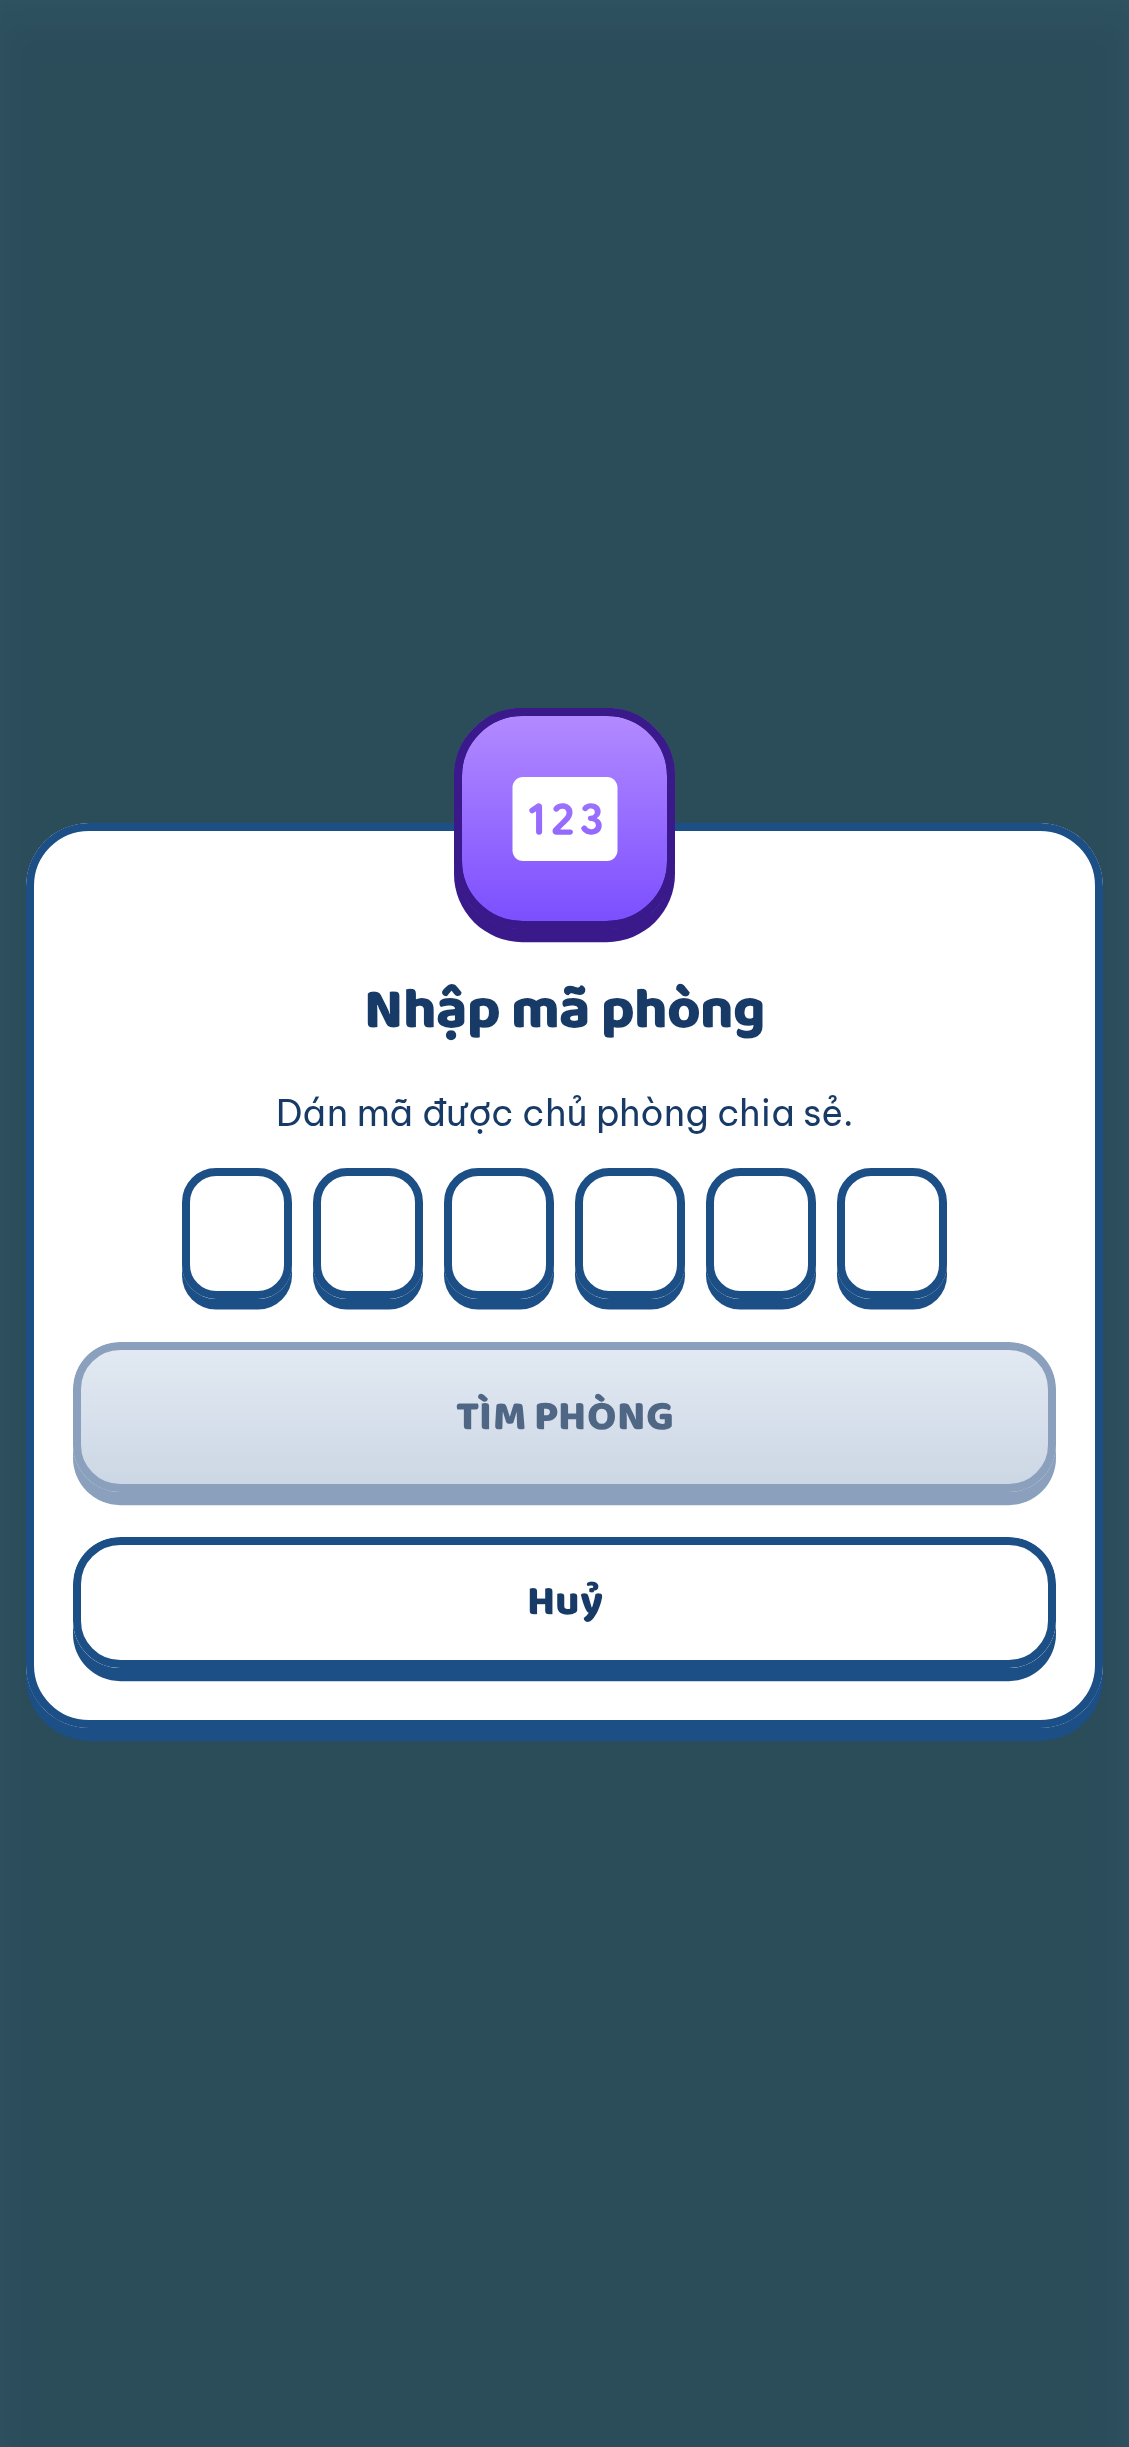 123
Nhập mã phòng
Dán mã được chủ phòng chia sẻ.
TÌM PHÒNG
Huỷ